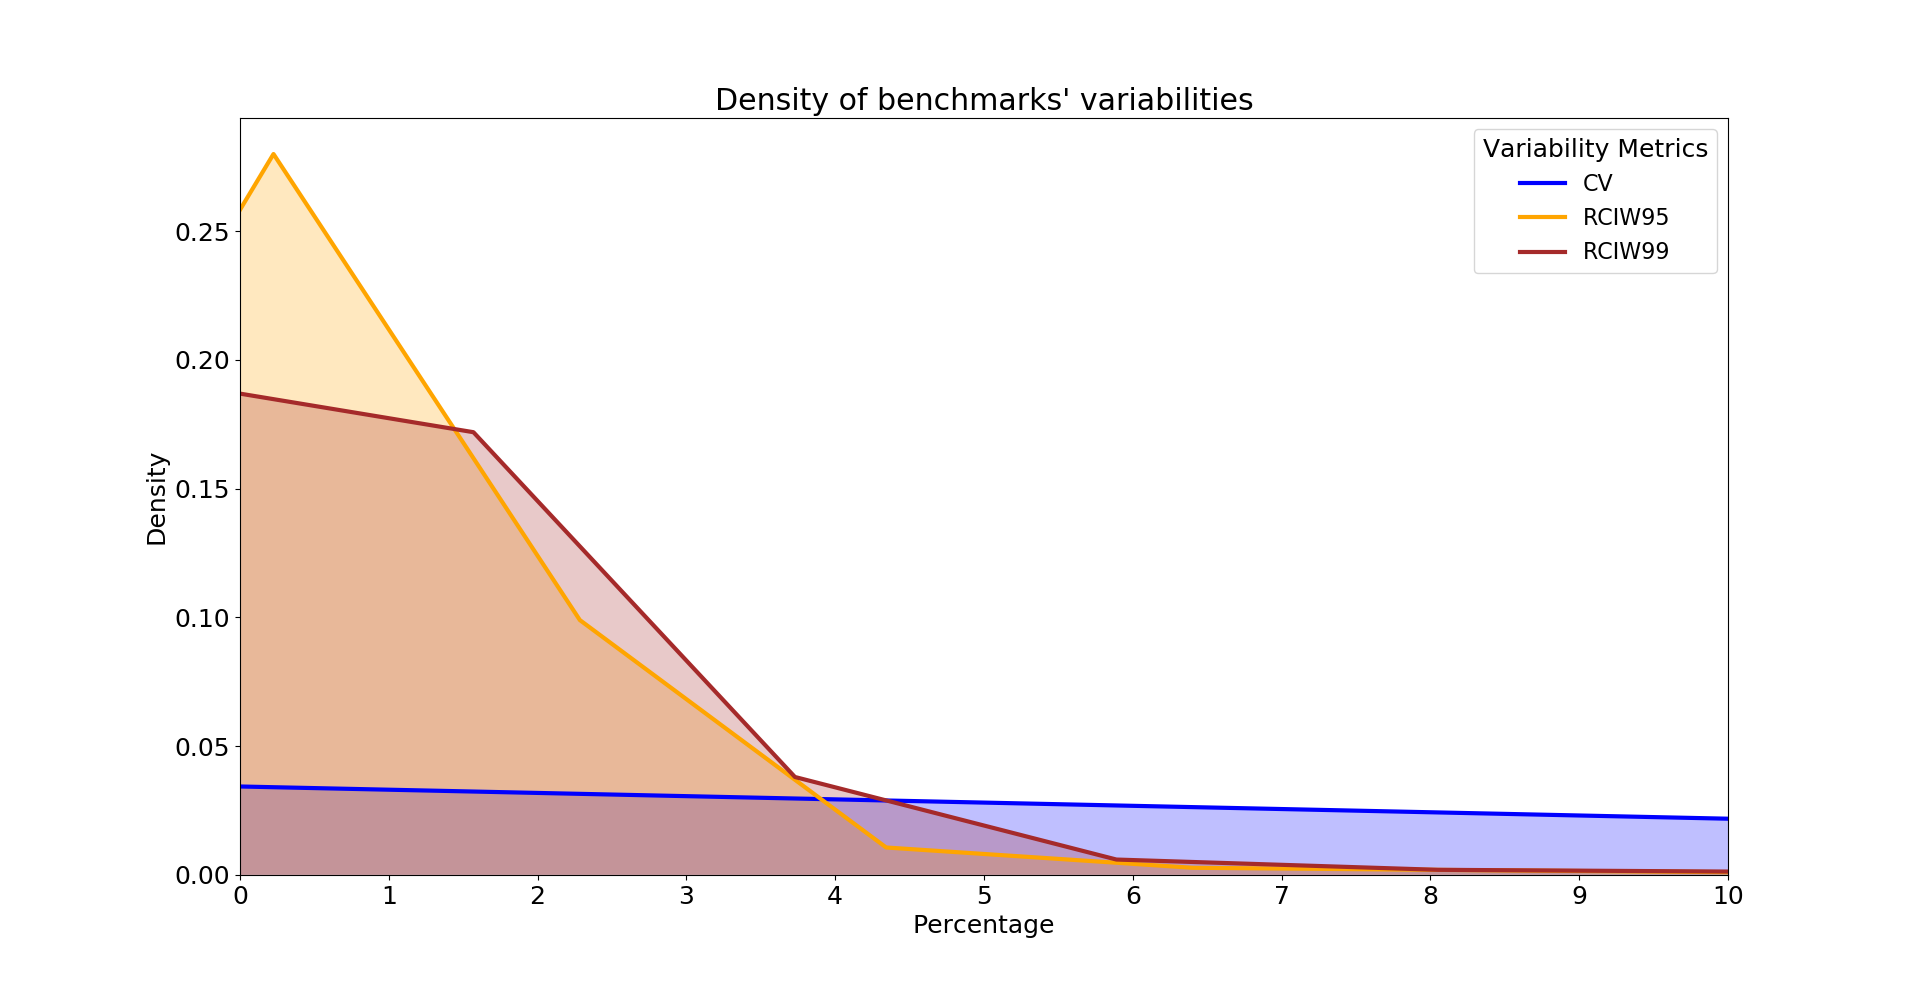 Density of benchmarks' variabilities
Variability Metrics
CV
RCIW95
RCIW99
Density
0.25
0.20
0.15
0.10
0.05
0.00
0 1 2 3 4 5 6 7 8 9 10
Percentage